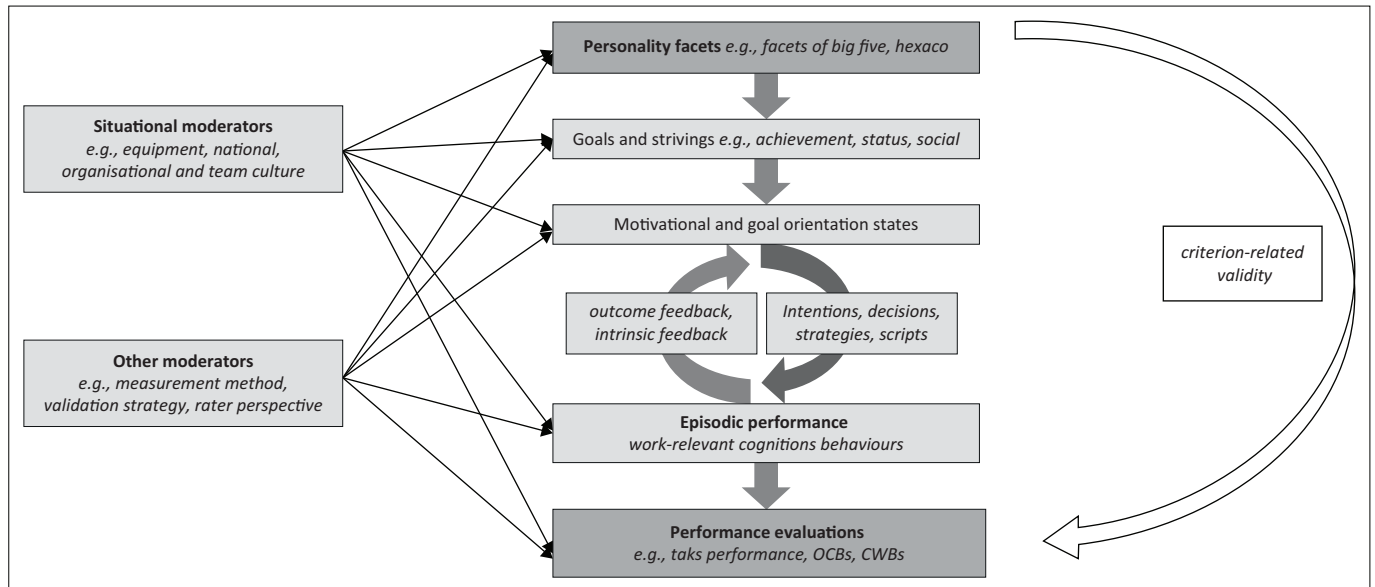 Personality facets e.g., facets of big five, hexaco
Situational moderators
e.g., equipment, national,
organisational and team culture
Goals and strivings e.g., achievement, status, social
Motivational and goal orientation states
criterion-related
validity
outcome feedback,
intrinsic feedback
Intentions, decisions,
strategies, scripts
Other moderators
e.g., measurement method,
validation strategy, rater perspective
Episodic performance
work-relevant cognitions behaviours
Performance evaluations
e.g., taks performance, OCBs, CWBs